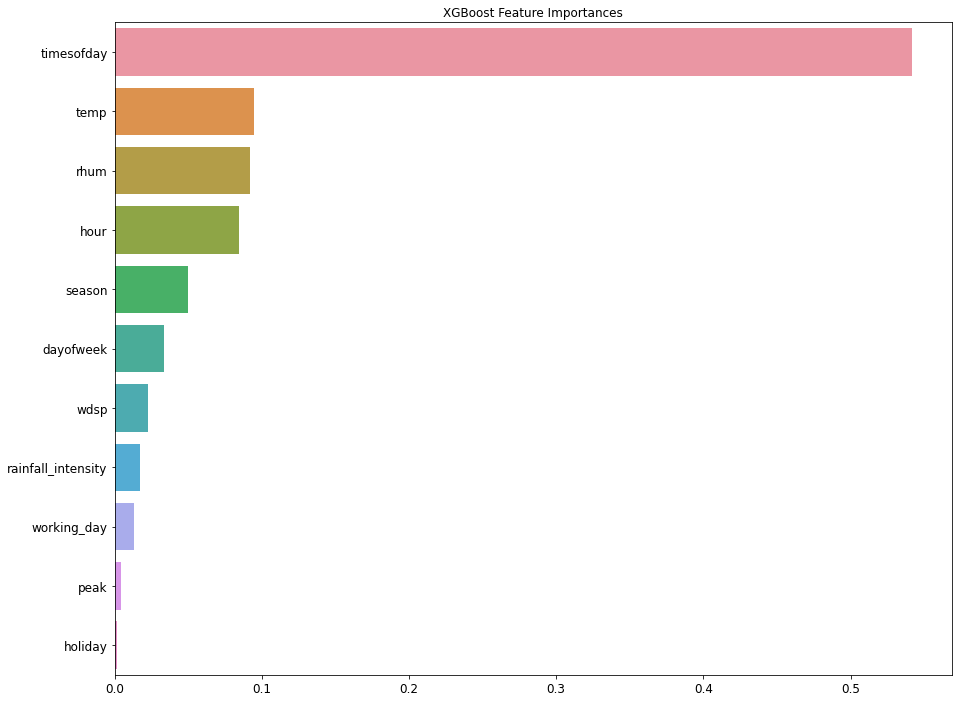 XGBoost Feature Importances
timesofday
temp
rhum
hour
season
dayofweek
wdsp
rainfall_intensity
working_day
peak
holiday
0.0 0.1 0.2 0.3 0.4 0.5